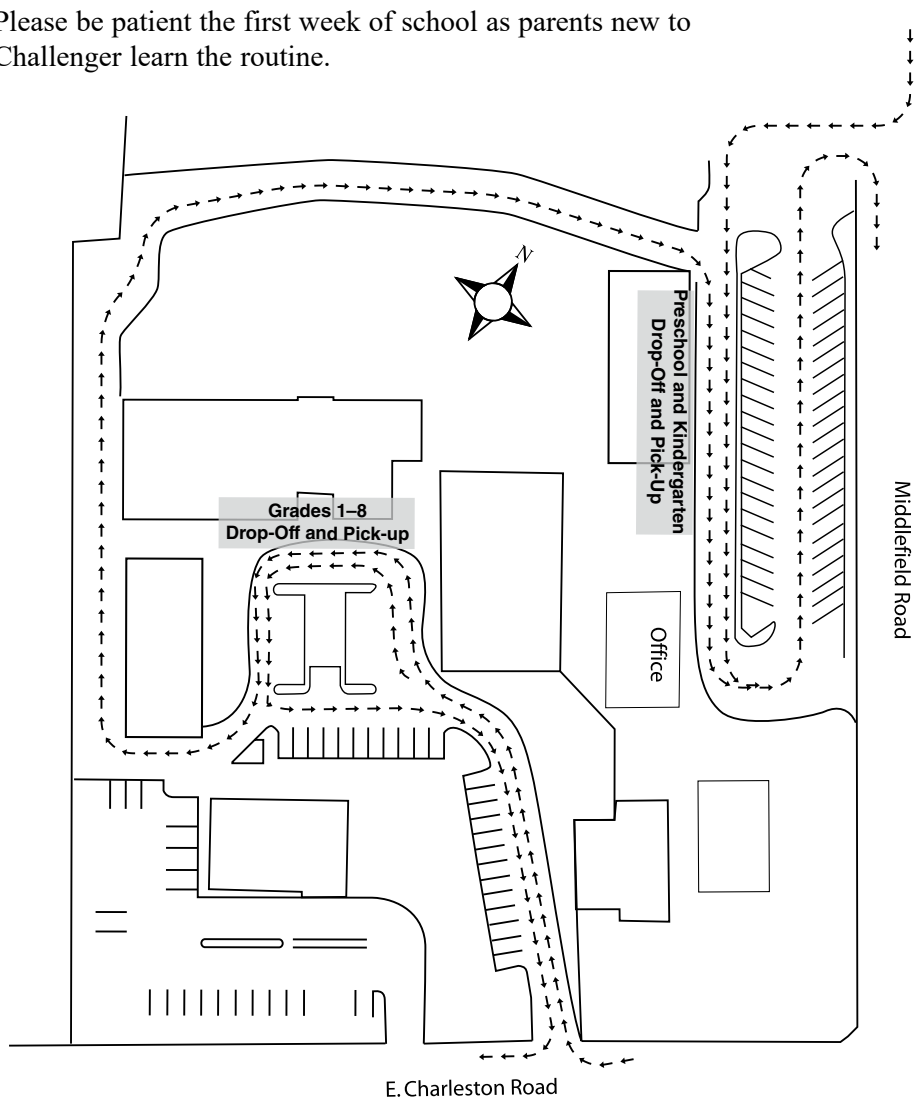 Please be patient the first week of school as parents new to
Challenger learn the routine.
N
Preschool and Kindergarten
Drop-Off and Pick-Up
Grades 1–8
Drop-Off and Pick-up
Office
Middlefield Road
E. Charleston Road